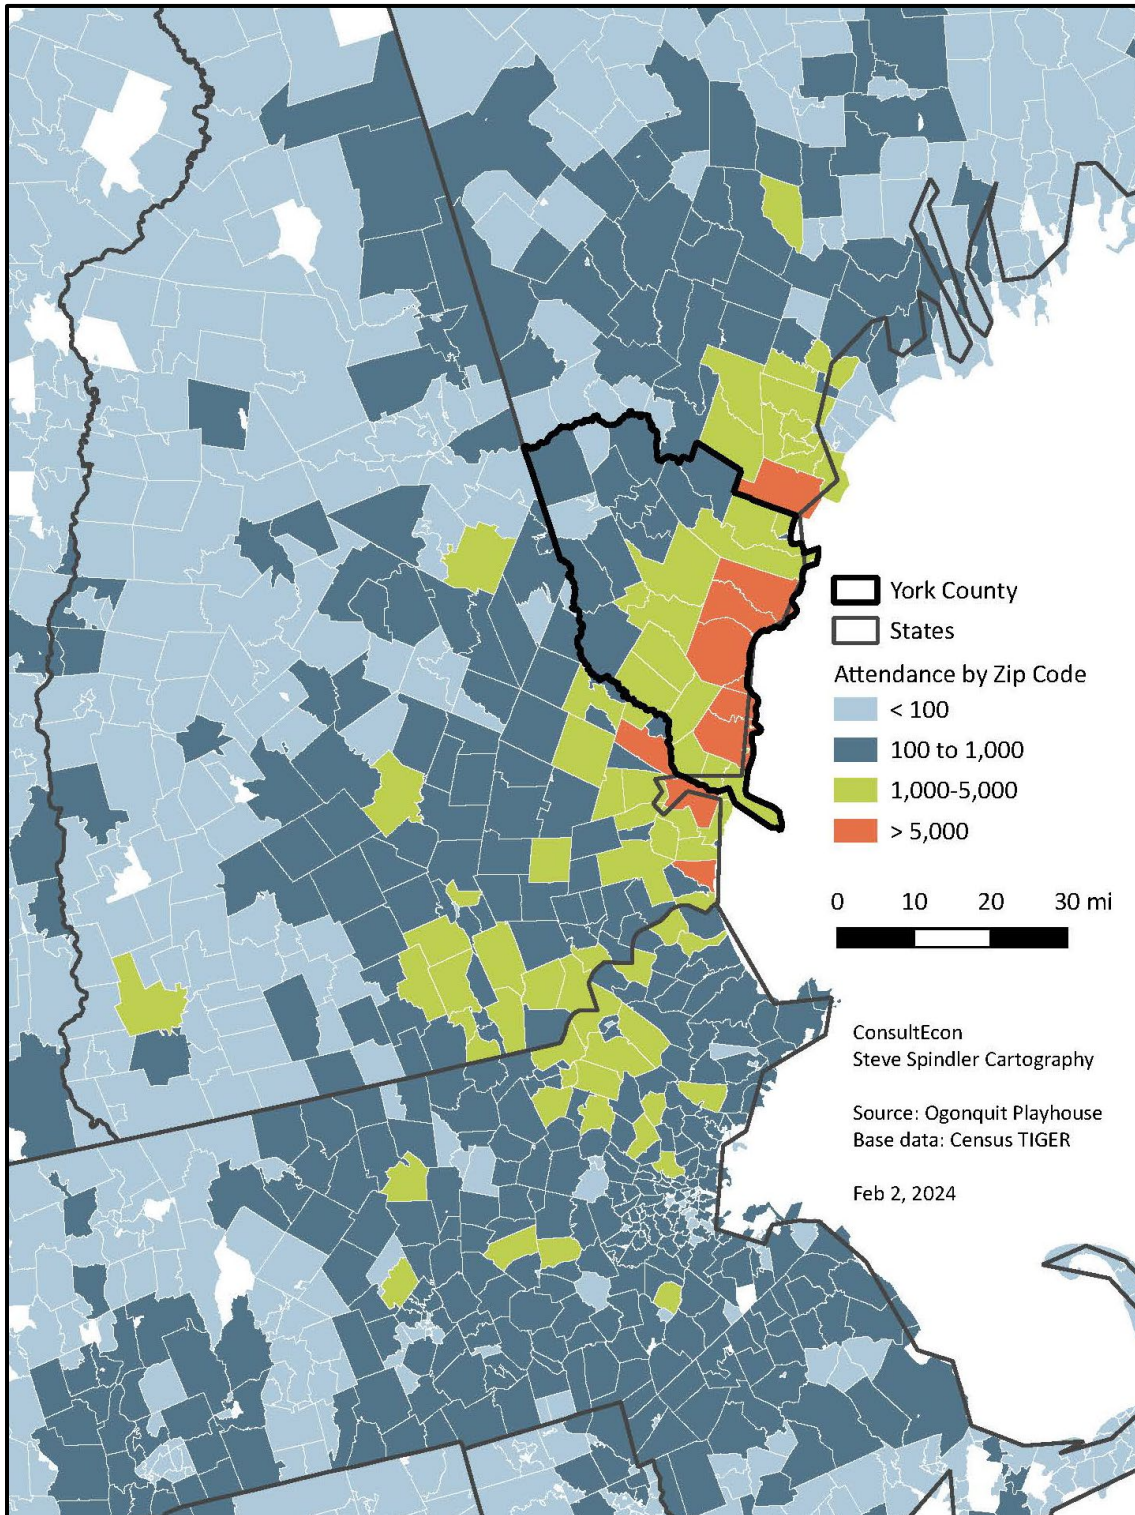 York County
States
Attendance by Zip Code
< 100
100 to 1,000
1,000-5,000
> 5,000
0 10 20 30 mi
ConsultEcon
Steve Spindler Cartography
Source: Ogonquit Playhouse
Base data: Census TIGER
Feb 2, 2024